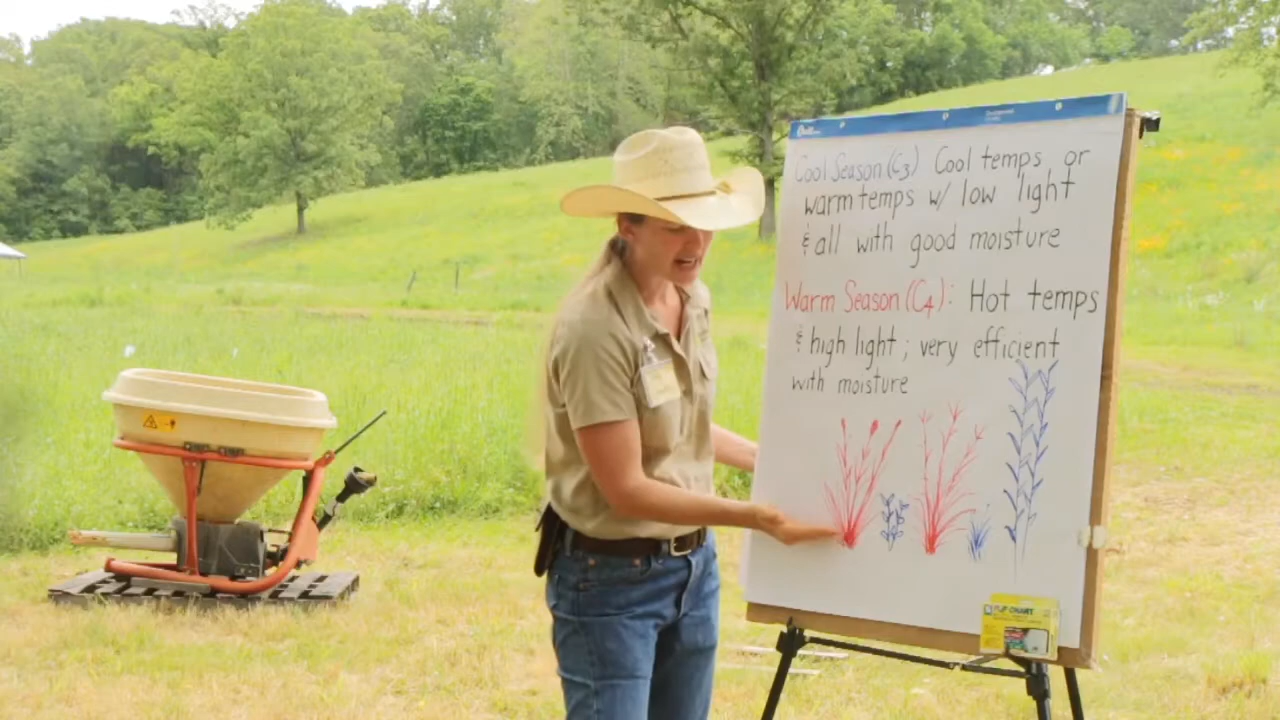 Cool Season (C3) Cool temps or
warm temps w/ low light
& all with good moisture
Warm Season (C4): Hot temps
& high light; very efficient
with moisture
FLIP CHART